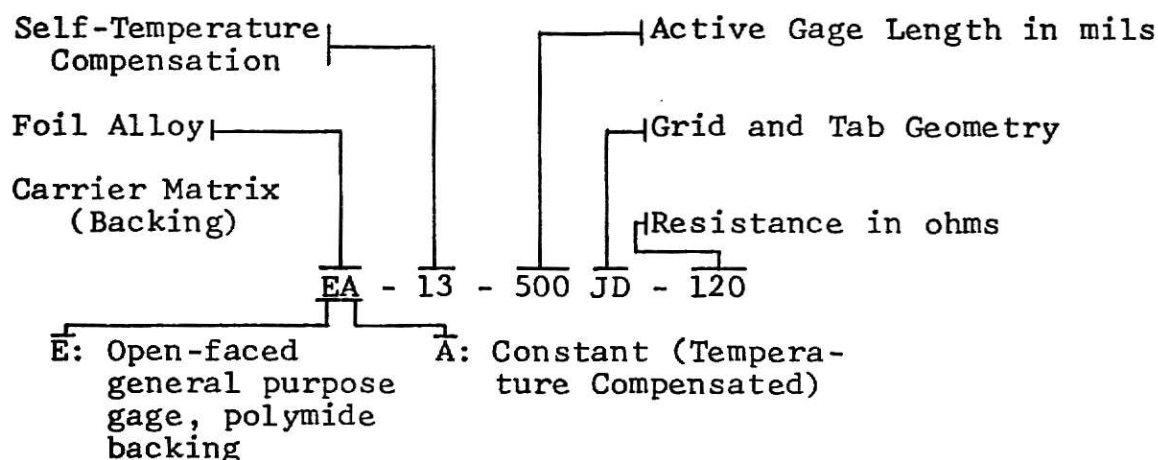 Self-Temperature
Compensation
Active Gage Length in mils
Foil Alloy
Grid and Tab Geometry
Carrier Matrix
(Backing)
Resistance in ohms
EA - 13 - 500 JD - 120
E: Open-faced
general purpose
gage, polymide
backing
A: Constant (Tempera-
ture Compensated)